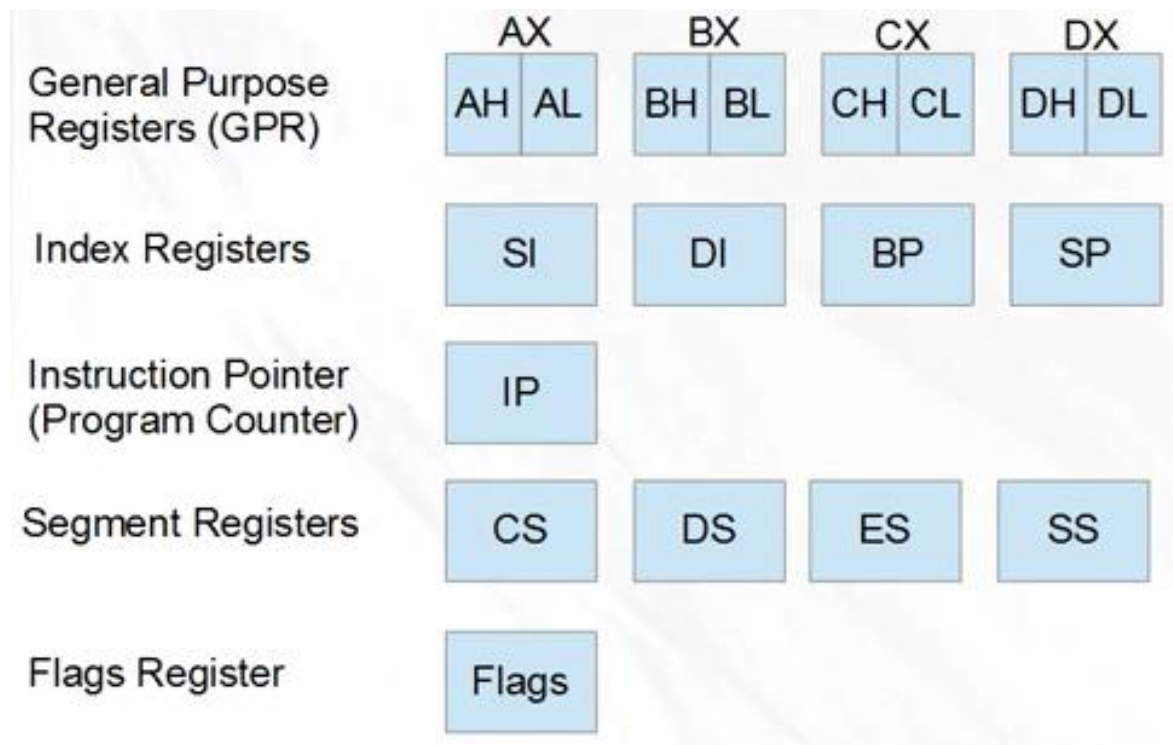 AX BX CX DX
General Purpose
Registers (GPR)
AH AL BH BL CH CL DH DL
Index Registers
SI DI BP SP
Instruction Pointer
(Program Counter)
IP
Segment Registers
CS DS ES SS
Flags Register
Flags